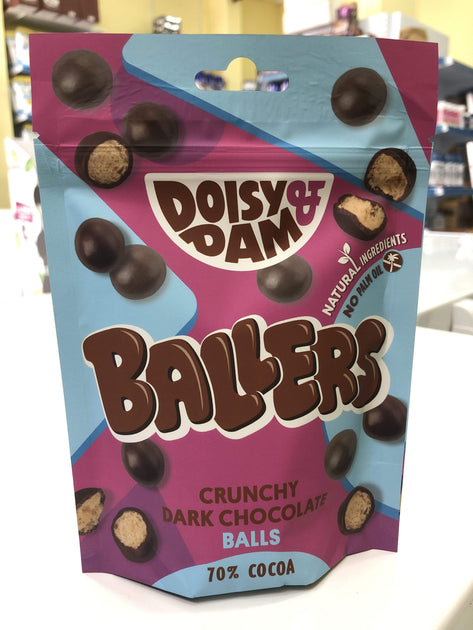 DOISY &
DAM
NATURAL INGREDIENTS
NO PALM OIL
BALLERS
CRUNCHY
DARK CHOCOLATE
BALLS
70% COCOA